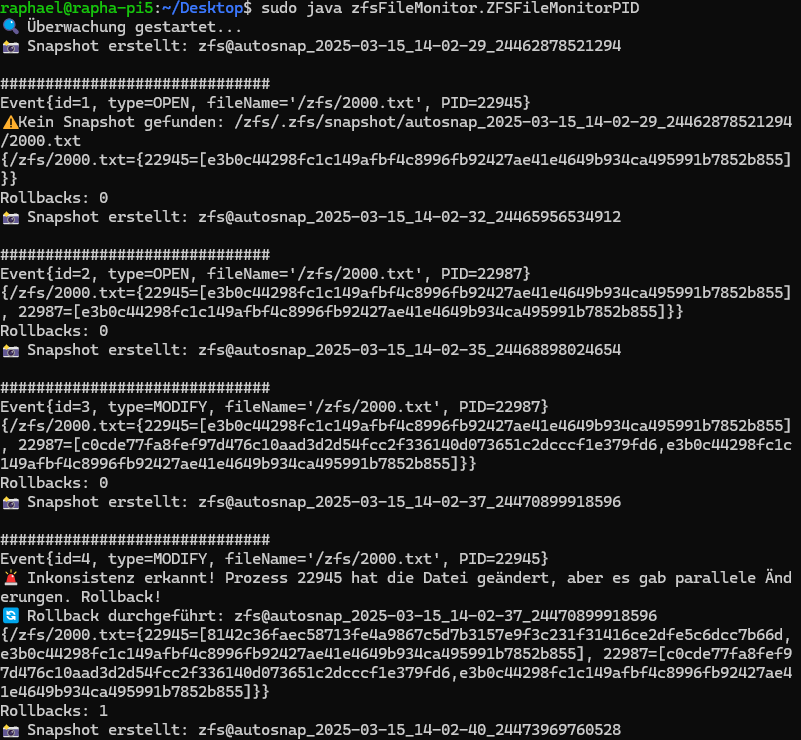 raphael@rapha-pi5:~/Desktop$ sudo java zfsFileMonitor.ZFSFileMonitorPID
🔍 Überwachung gestartet...
📸 Snapshot erstellt: zfs@autosnap_2025-03-15_14-02-29_24462878521294

##############################
Event{id=1, type=OPEN, fileName='/zfs/2000.txt', PID=22945}
⚠️Kein Snapshot gefunden: /zfs/.zfs/snapshot/autosnap_2025-03-15_14-02-29_24462878521294
/2000.txt
{/zfs/2000.txt={22945=[e3b0c44298fc1c149afbf4c8996fb92427ae41e4649b934ca495991b7852b855]
}}
Rollbacks: 0
📸 Snapshot erstellt: zfs@autosnap_2025-03-15_14-02-32_24465956534912

##############################
Event{id=2, type=OPEN, fileName='/zfs/2000.txt', PID=22987}
{/zfs/2000.txt={22945=[e3b0c44298fc1c149afbf4c8996fb92427ae41e4649b934ca495991b7852b855]
, 22987=[e3b0c44298fc1c149afbf4c8996fb92427ae41e4649b934ca495991b7852b855]}}
Rollbacks: 0
📸 Snapshot erstellt: zfs@autosnap_2025-03-15_14-02-35_24468898024654

##############################
Event{id=3, type=MODIFY, fileName='/zfs/2000.txt', PID=22987}
{/zfs/2000.txt={22945=[e3b0c44298fc1c149afbf4c8996fb92427ae41e4649b934ca495991b7852b855]
, 22987=[c0cde77fa8fef97d476c10aad3d2d54fcc2f336140d073651c2dcccf1e379fd6,e3b0c44298fc1c
149afbf4c8996fb92427ae41e4649b934ca495991b7852b855]}}
Rollbacks: 0
📸 Snapshot erstellt: zfs@autosnap_2025-03-15_14-02-37_24470899918596

##############################
Event{id=4, type=MODIFY, fileName='/zfs/2000.txt', PID=22945}
🚨 Inkonsistenz erkannt! Prozess 22945 hat die Datei geändert, aber es gab parallele Änd
erungen. Rollback!
🔄 Rollback durchgeführt: zfs@autosnap_2025-03-15_14-02-37_24470899918596
{/zfs/2000.txt={22945=[8142c36faec58713fe4a9867c5d7b3157e9f3c231f31416ce2dfe5c6dcc7b66d,
e3b0c44298fc1c149afbf4c8996fb92427ae41e4649b934ca495991b7852b855], 22987=[c0cde77fa8fef9
7d476c10aad3d2d54fcc2f336140d073651c2dcccf1e379fd6,e3b0c44298fc1c149afbf4c8996fb92427ae4
1e4649b934ca495991b7852b855]}}
Rollbacks: 1
📸 Snapshot erstellt: zfs@autosnap_2025-03-15_14-02-40_24473969760528